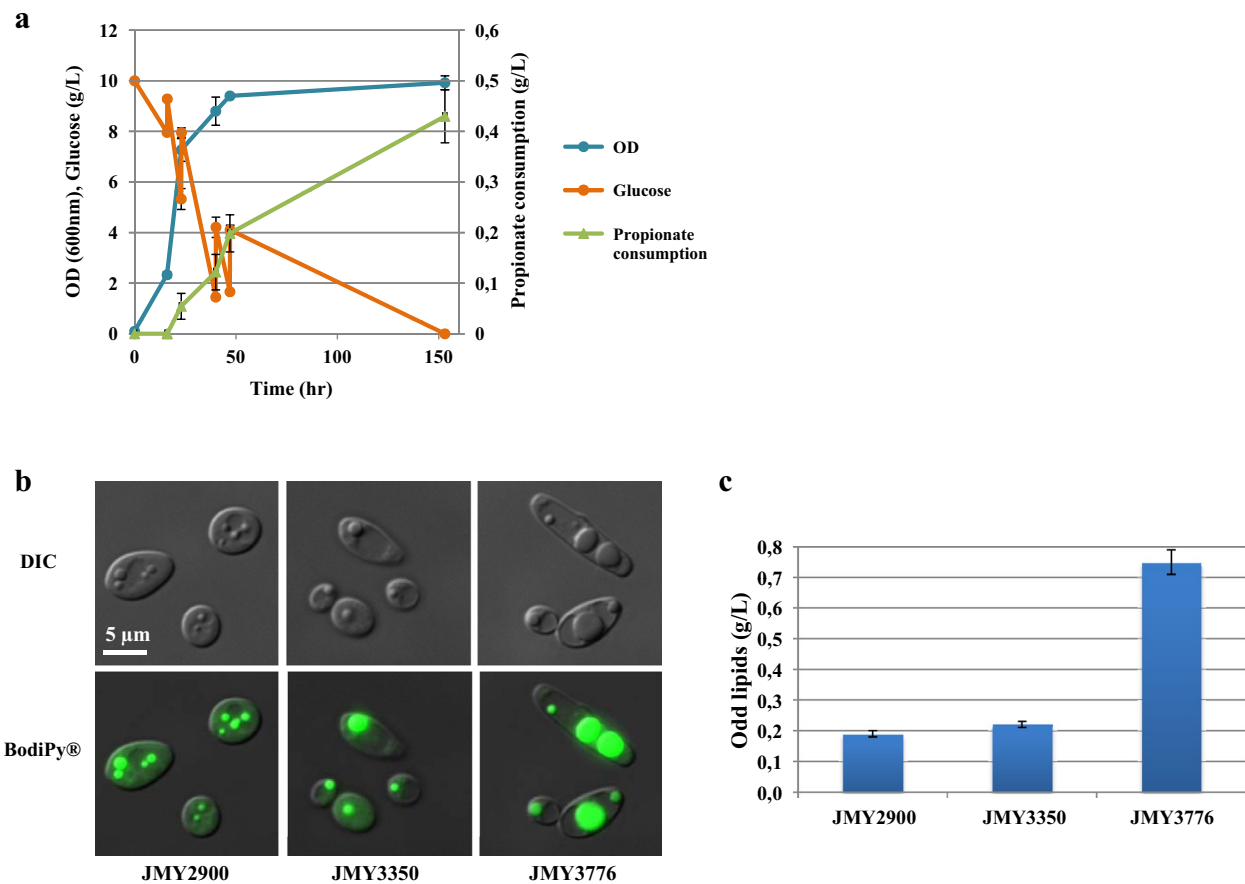 a
12
10
8
6
4
2
0
OD (600nm), Glucose (g/L)
0,6
0,5
0,4
0,3
0,2
0,1
0
Propionate consumption (g/L)
0
50
100
150
Time (hr)
OD
Glucose
Propionate
consumption
b
DIC
5 µm
BodiPy®
JMY2900
JMY3350
JMY3776
c
0,8
0,7
0,6
0,5
0,4
0,3
0,2
0,1
0,0
Odd lipids (g/L)
JMY2900
JMY3350
JMY3776